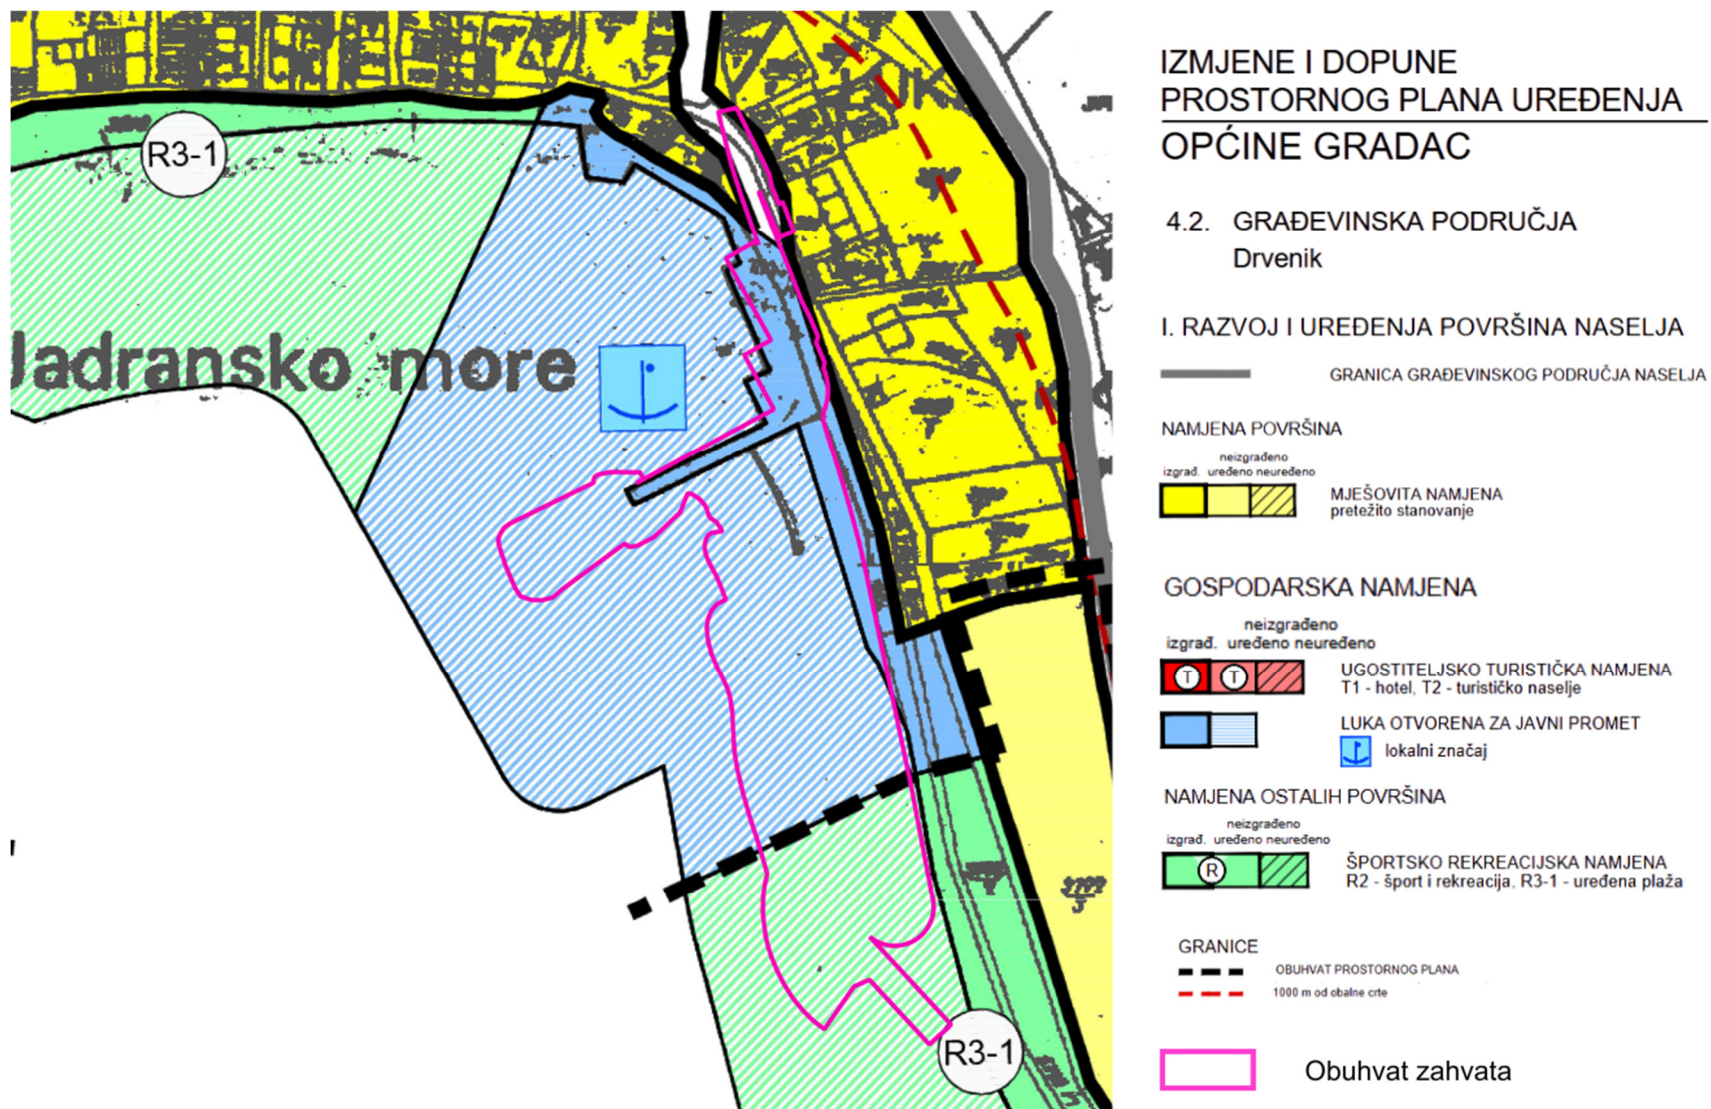 R3-1
Jadransko more
R3-1
IZMJENE I DOPUNE
PROSTORNOG PLANA UREĐENJA
OPĆINE GRADAC
4.2. GRAĐEVINSKA PODRUČJA
Drvenik
I. RAZVOJ I UREĐENJA POVRŠINA NASELJA
GRANICA GRAĐEVINSKOG PODRUČJA NASELJA
NAMJENA POVRŠINA
neizgrađeno
izgrađ. uređeno neuređeno
MJEŠOVITA NAMJENA
pretežito stanovanje
GOSPODARSKA NAMJENA
neizgrađeno
izgrađ. uređeno neuređeno
T T
UGOSTITELJSKO TURISTIČKA NAMJENA
T1 - hotel, T2 - turističko naselje
LUKA OTVORENA ZA JAVNI PROMET
lokalni značaj
NAMJENA OSTALIH POVRŠINA
neizgrađeno
izgrađ. uređeno neuređeno
R
ŠPORTSKO REKREACIJSKA NAMJENA
R2 - šport i rekreacija, R3-1 - uređena plaža
GRANICE
OBUHVAT PROSTORNOG PLANA
1000 m od obalne crte
Obuhvat zahvata